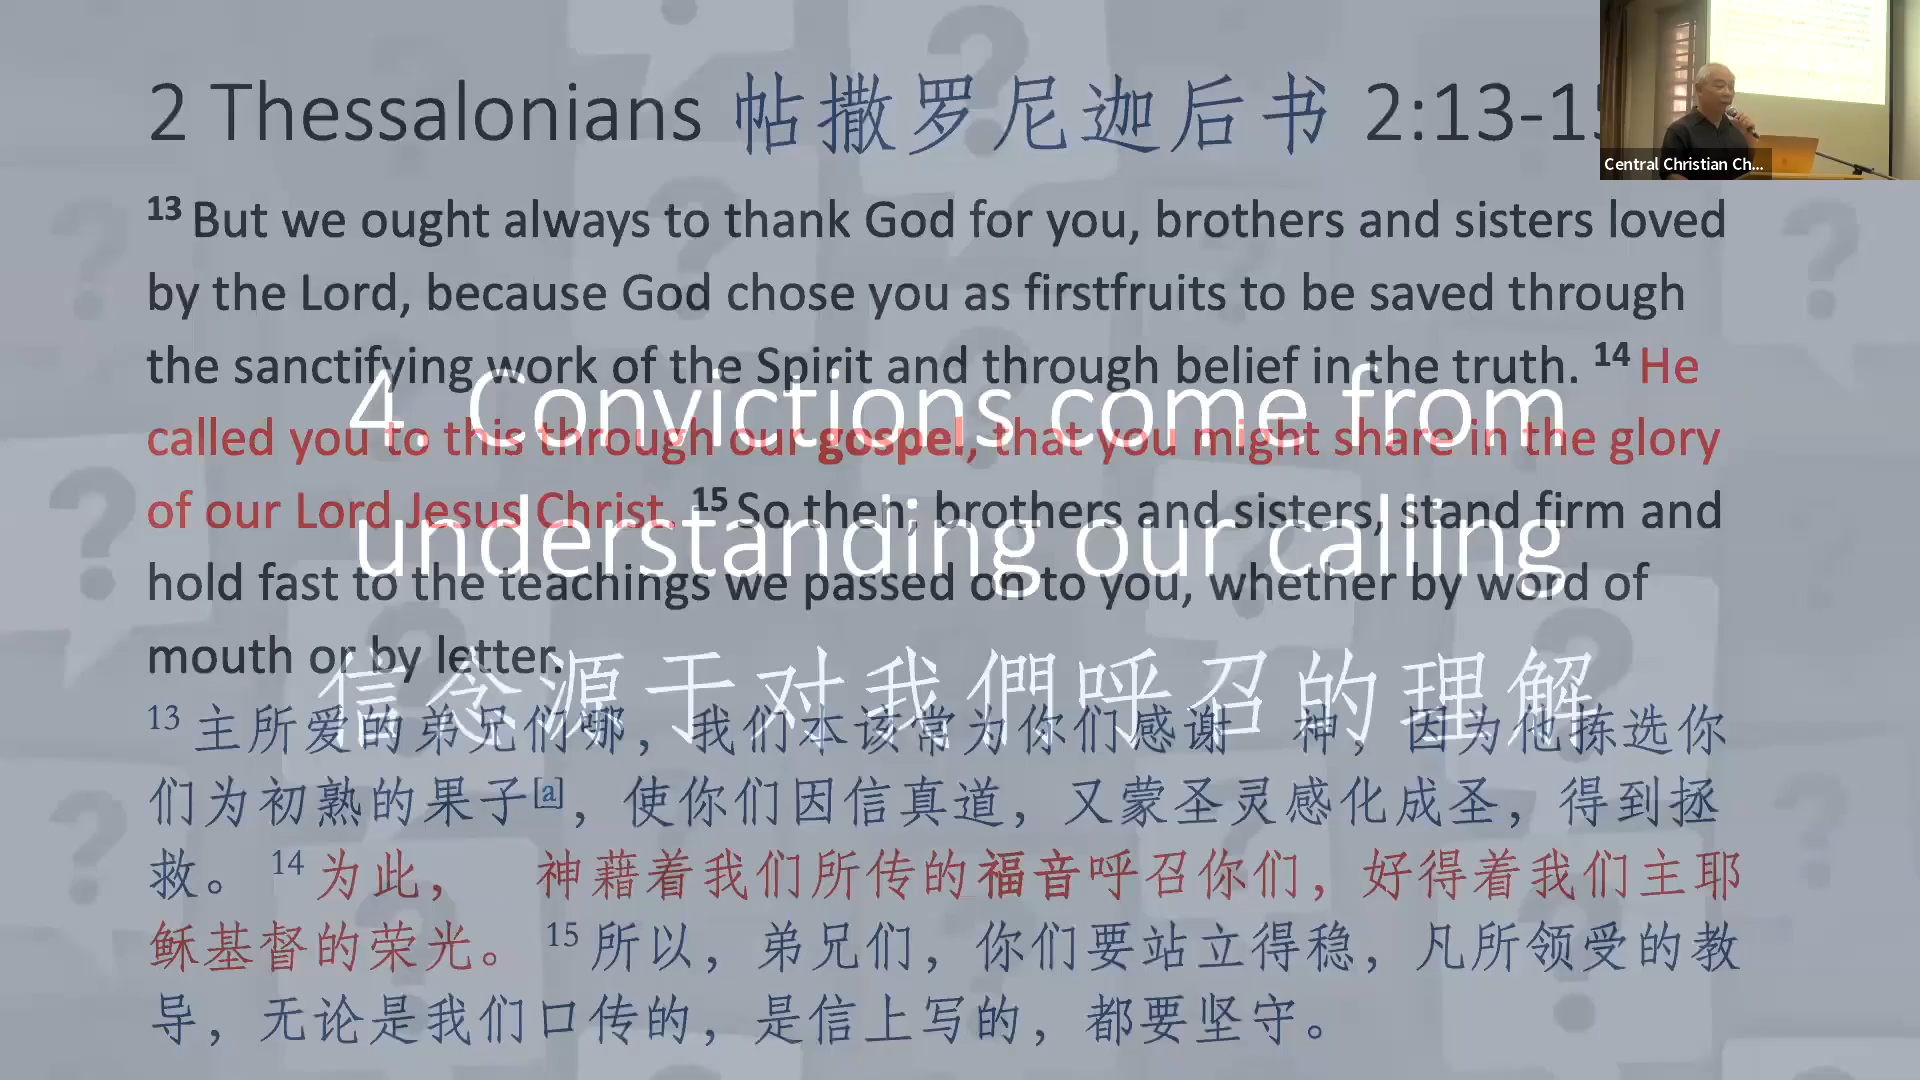 2 Thessalonians 帖撒罗尼迦后书 2:13-15
Central Christian Ch...
13 But we ought always to thank God for you, brothers and sisters loved
by the Lord, because God chose you as firstfruits to be saved through
the sanctifying work of the Spirit and through belief in the truth. 14 He
called you to this through our gospel, that you might share in the glory
of our Lord Jesus Christ. 15 So then, brothers and sisters, stand firm and
hold fast to the teachings we passed on to you, whether by word of
mouth or by letter.
13 主所爱的弟兄们哪，我们本该常为你们感谢 神，因为他拣选你
们为初熟的果子[a]，使你们因信真道，又蒙圣灵感化成圣，得到拯
救。 14 为此， 神藉着我们所传的福音呼召你们，好得着我们主耶
稣基督的荣光。 15 所以，弟兄们，你们要站立得稳，凡所领受的教
导，无论是我们口传的，是信上写的，都要坚守。
4. Convictions come from
understanding our calling
信念源于对我們呼召的理解